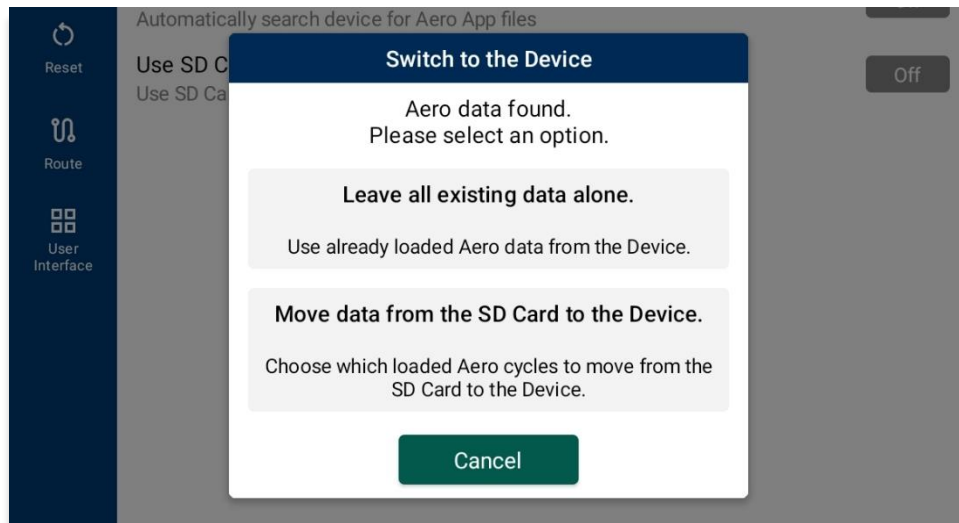 Automatically search device for Aero App files
Reset
Use SD C
Off
Use SD Ca
Route
User
Interface
Switch to the Device
Aero data found.
Please select an option.
Leave all existing data alone.
Use already loaded Aero data from the Device.
Move data from the SD Card to the Device.
Choose which loaded Aero cycles to move from the
SD Card to the Device.
Cancel